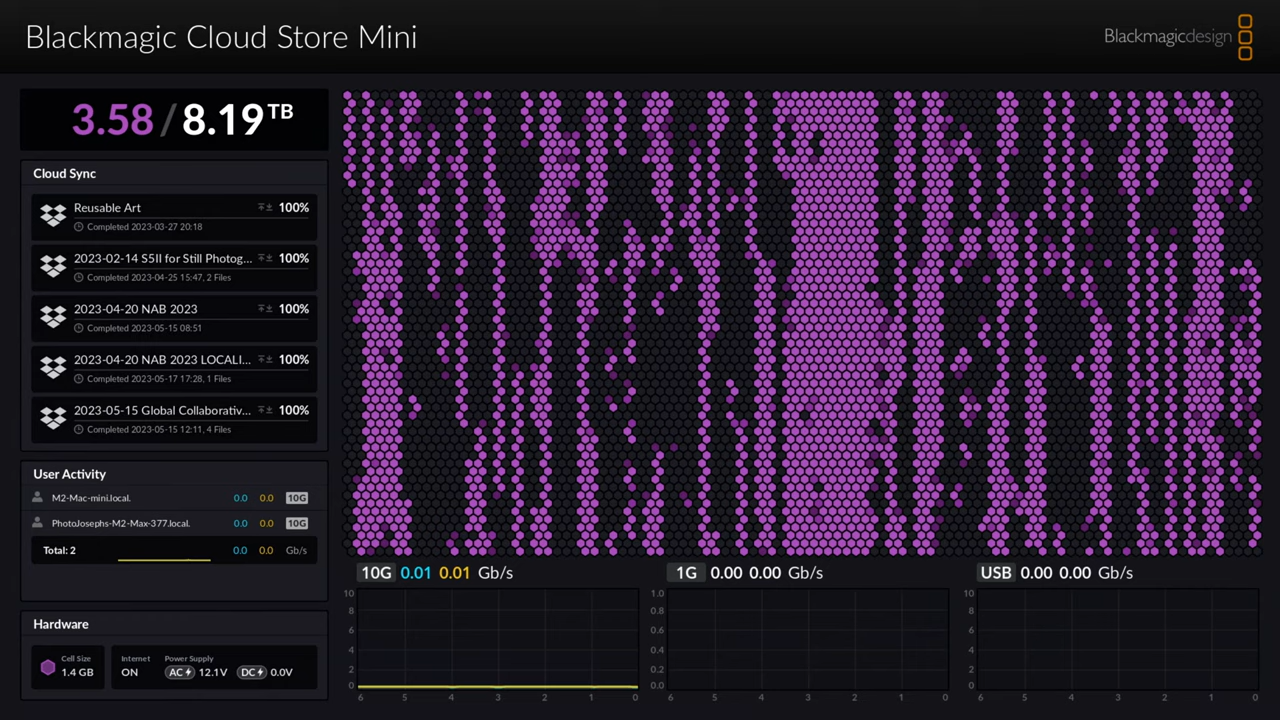 Blackmagic Cloud Store Mini
Blackmagicdesign
3.58/8.19TB
Cloud Sync
Reusable Art 100%
Completed 2023-03-27 20:18
2023-02-14 S5II for Still Photog... 100%
Completed 2023-04-25 15:47, 2 Files
2023-04-20 NAB 2023 100%
Completed 2023-05-15 08:51
2023-04-20 NAB 2023 LOCALI... 100%
Completed 2023-05-17 17:28, 1 Files
2023-05-15 Global Collaborativ... 100%
Completed 2023-05-15 12:11, 4 Files
User Activity
M2-Mac-mini.local. 0.0 0.0 10G
PhotoJosephs-M2-Max-377.local. 0.0 0.0 10G
Total: 2 0.0 0.0 Gb/s
Hardware
Cell Size
1.4 GB
Internet
ON
Power Supply
AC 12.1V DC 0.0V
10G 0.01 0.01 Gb/s
10
8
6
4
2
0
6 5 4 3 2 1 0
1G 0.00 0.00 Gb/s
1.0
0.8
0.6
0.4
0.2
0.0
6 5 4 3 2 1 0
USB 0.00 0.00 Gb/s
10
8
6
4
2
0
6 5 4 3 2 1 0